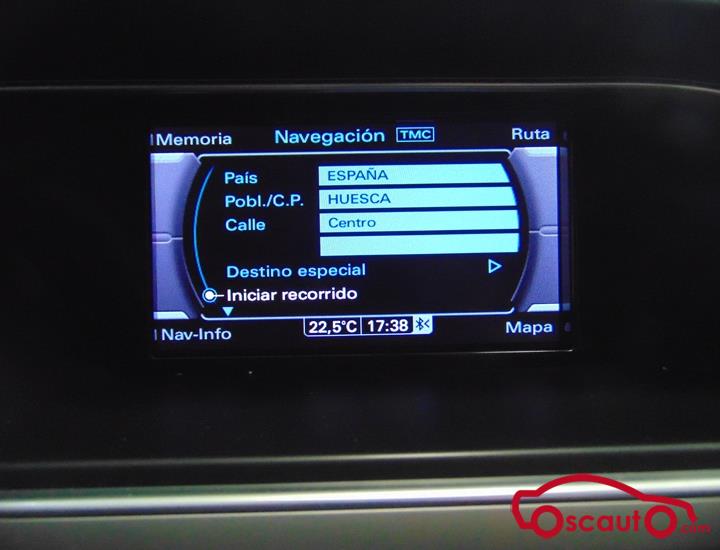 Memoria Navegación TMC Ruta
País ESPAÑA
Pobl./C.P. HUESCA
Calle Centro
Destino especial
Iniciar recorrido
Nav-Info 22,5°C 17:38 Mapa
Oscauto.com